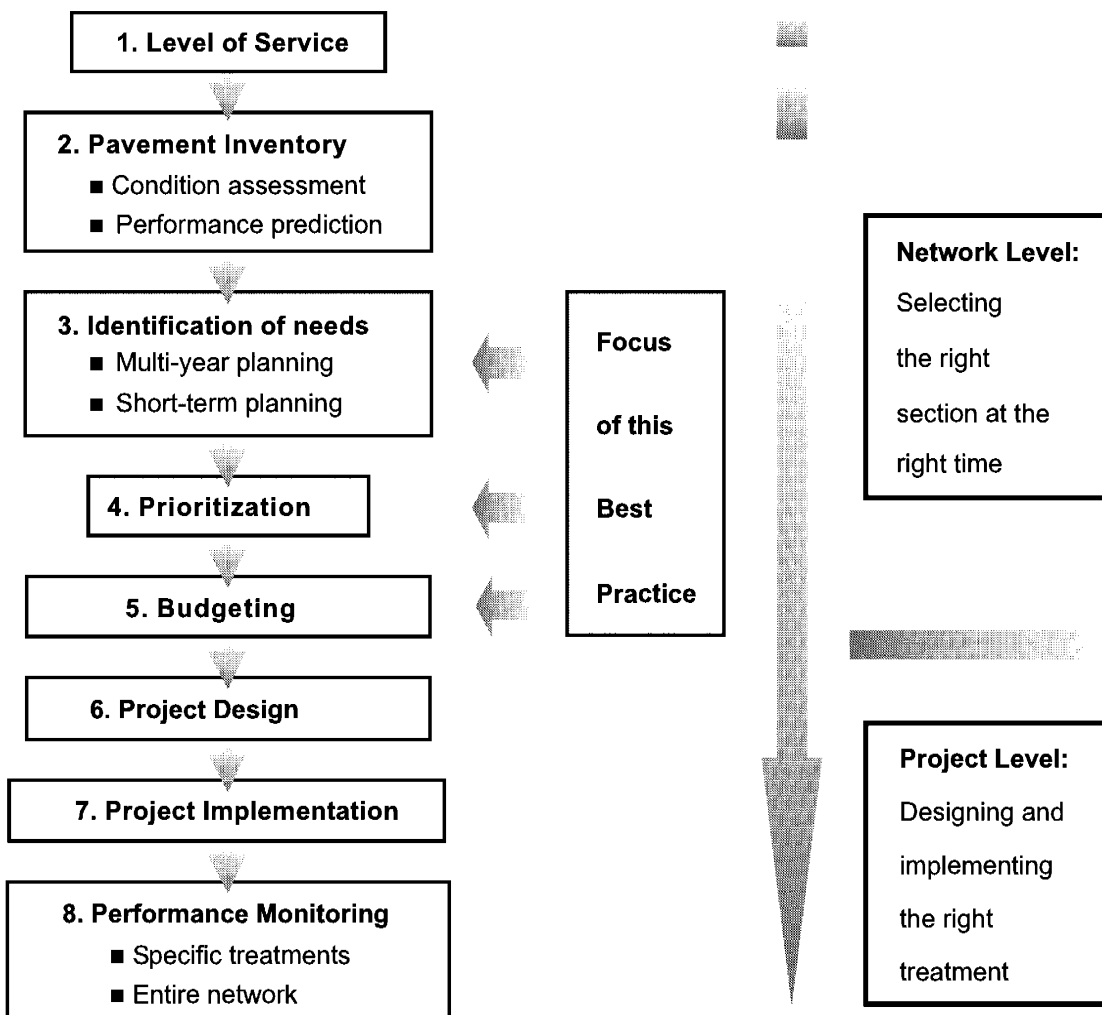 1. Level of Service
2. Pavement Inventory
■ Condition assessment
■ Performance prediction
3. Identification of needs
■ Multi-year planning
■ Short-term planning
4. Prioritization
5. Budgeting
6. Project Design
7. Project Implementation
8. Performance Monitoring
■ Specific treatments
■ Entire network
Focus
of this
Best
Practice
Network Level:
Selecting
the right
section at the
right time
Project Level:
Designing and
implementing
the right
treatment